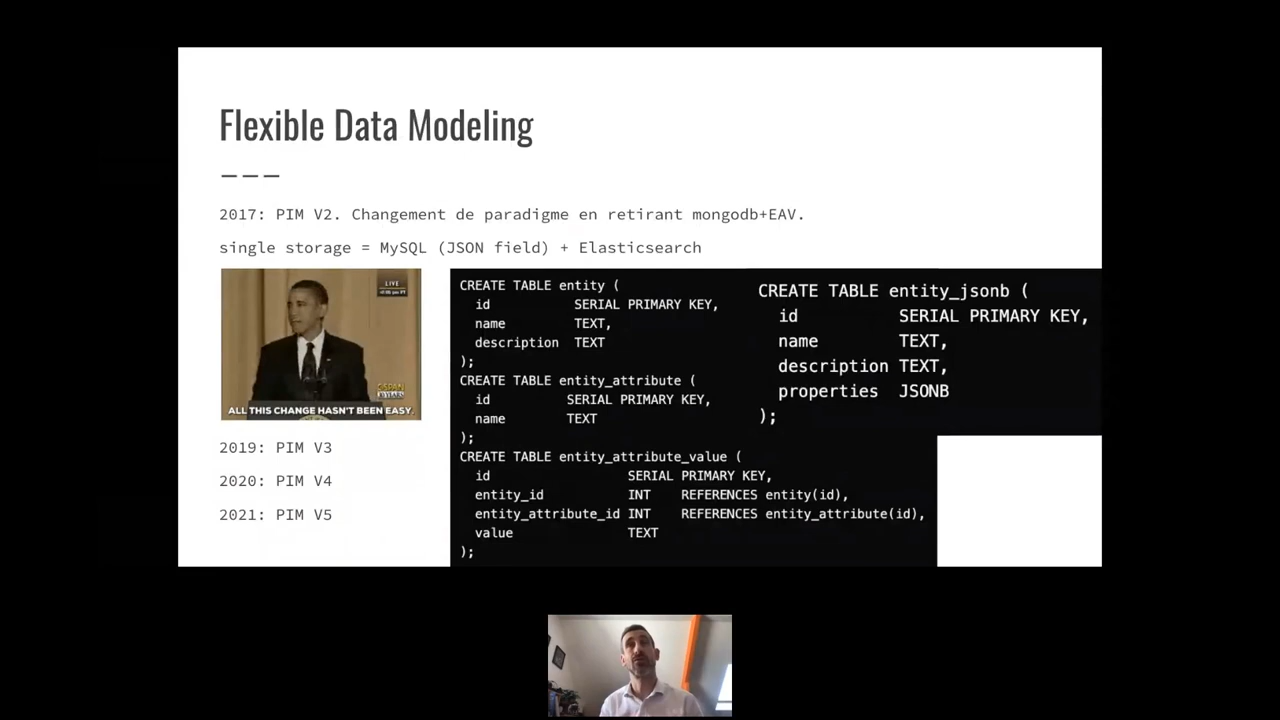 Flexible Data Modeling
———
2017: PIM V2. Changement de paradigme en retirant mongodb+EAV.
single storage = MySQL (JSON field) + Elasticsearch
LIVE
CSPAN
30 YEARS
ALL THIS CHANGE HASN'T BEEN EASY.
2019: PIM V3
2020: PIM V4
2021: PIM V5
CREATE TABLE entity (
id SERIAL PRIMARY KEY,
name TEXT,
description TEXT
);
CREATE TABLE entity_attribute (
id SERIAL PRIMARY KEY,
name TEXT
);
CREATE TABLE entity_attribute_value (
id SERIAL PRIMARY KEY,
entity_id INT REFERENCES entity(id),
entity_attribute_id INT REFERENCES entity_attribute(id),
value TEXT
);
CREATE TABLE entity_jsonb (
id SERIAL PRIMARY KEY,
name TEXT,
description TEXT,
properties JSONB
);